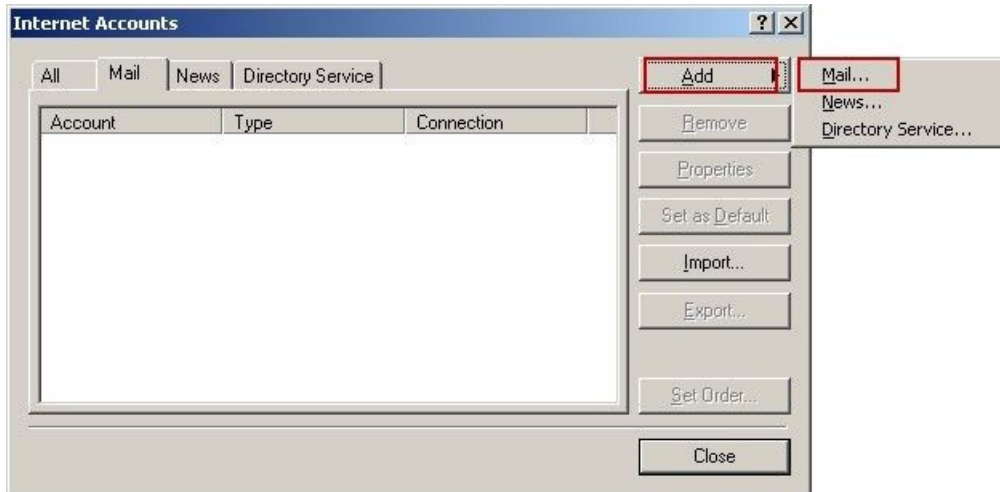 Internet Accounts
All Mail News Directory Service
Account Type Connection
Add
Remove
Properties
Set as Default
Import...
Export...
Set Order...
Close
Mail...
News...
Directory Service...